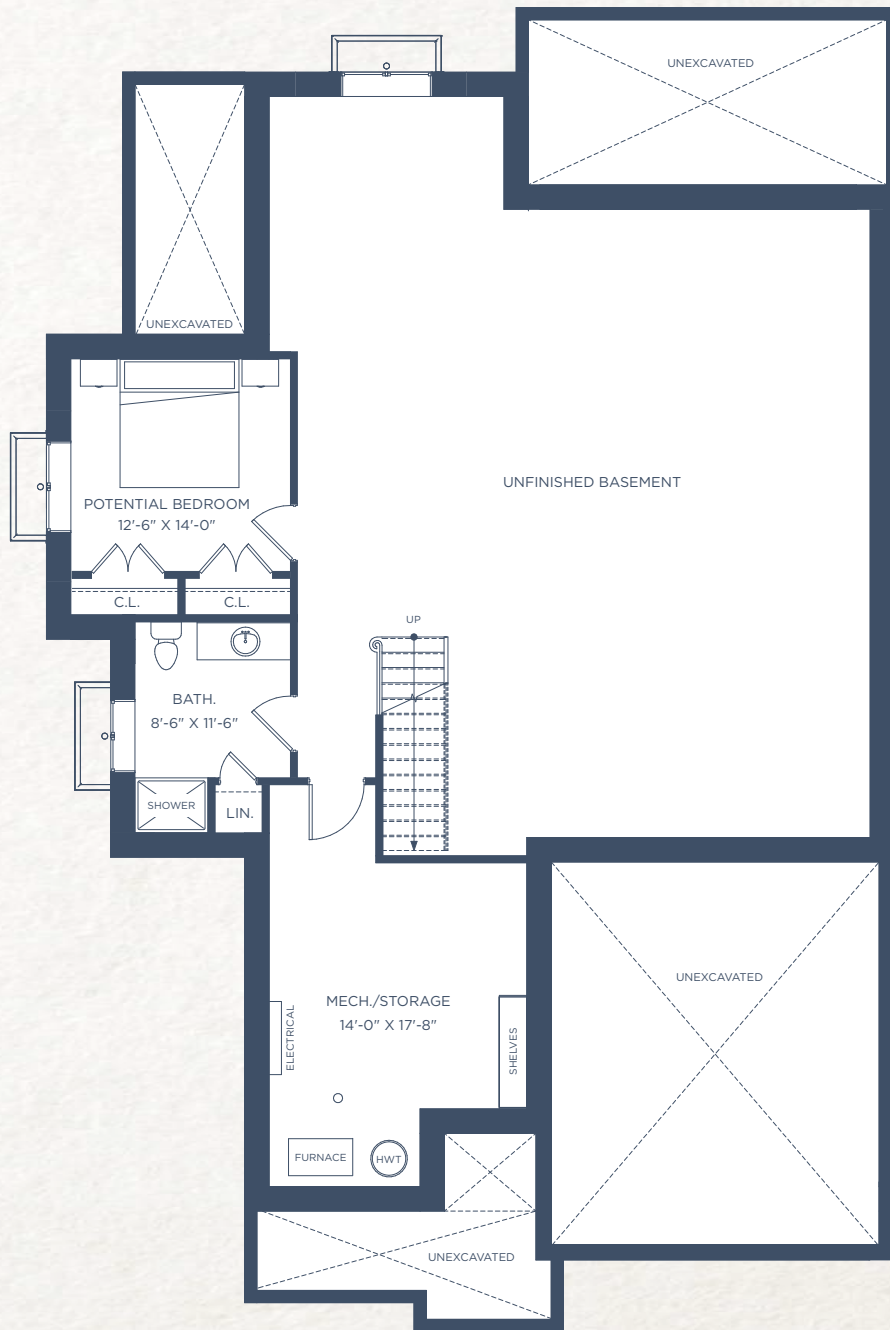 UNEXCAVATED
UNEXCAVATED
UNFINISHED BASEMENT
POTENTIAL BEDROOM
12'-6" X 14'-0"
C.L.
C.L.
UP
BATH.
8'-6" X 11'-6"
SHOWER
LIN.
UNEXCAVATED
MECH./STORAGE
14'-0" X 17'-8"
ELECTRICAL
SHELVES
FURNACE
HWT
UNEXCAVATED